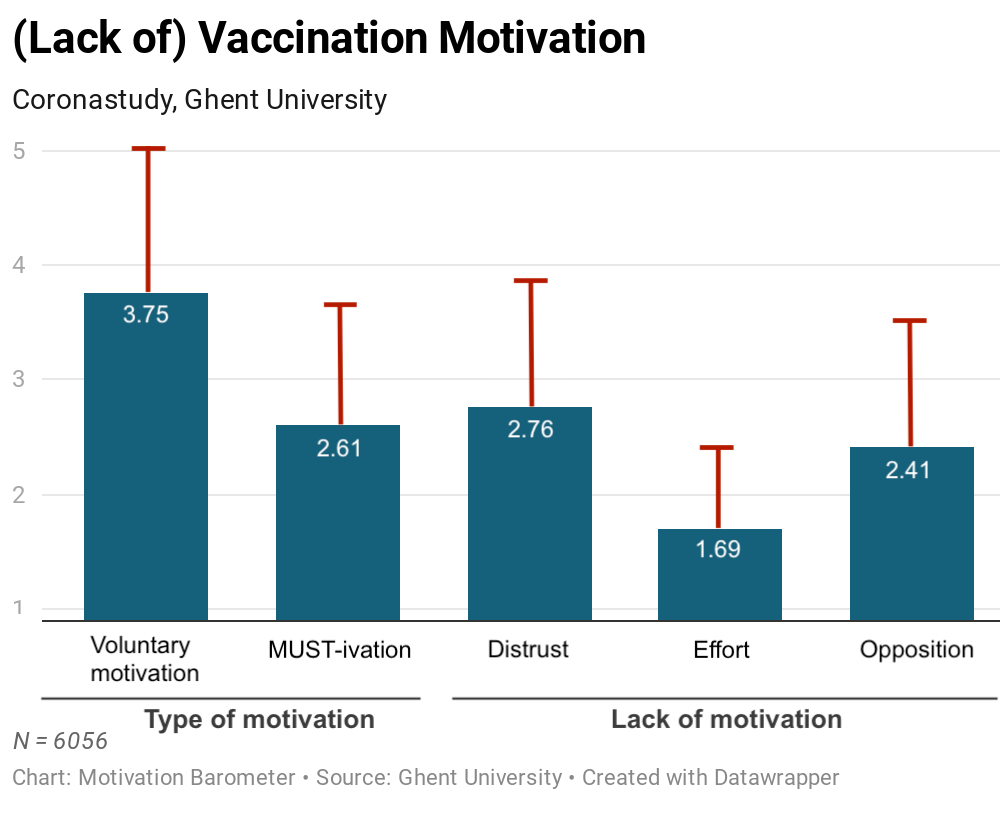 (Lack of) Vaccination Motivation
Coronastudy, Ghent University
5
4
3
2
1
3.75
2.61
2.76
1.69
2.41
Voluntary
motivation
MUST-ivation
Distrust
Effort
Opposition
Type of motivation
Lack of motivation
N = 6056
Chart: Motivation Barometer • Source: Ghent University • Created with Datawrapper